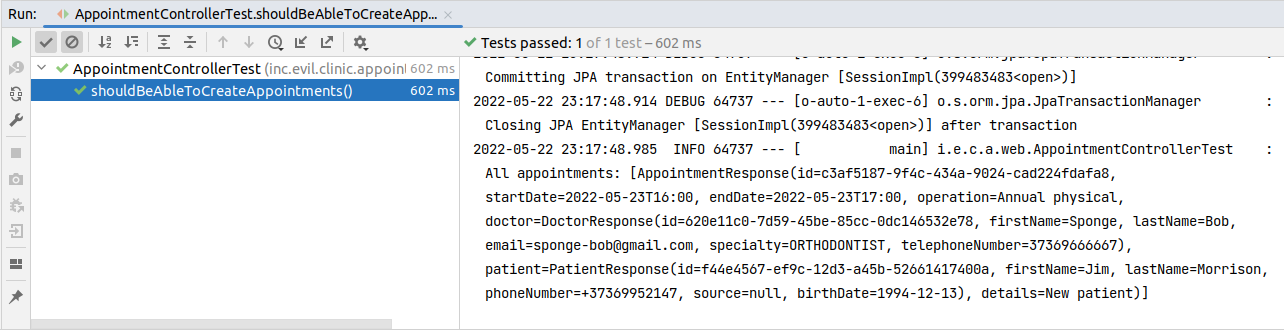 Run: AppointmentControllerTest.shouldBeAbleToCreateApp...
Tests passed: 1 of 1 test – 602 ms
AppointmentControllerTest (inc.evil.clinic.appoin 602 ms
shouldBeAbleToCreateAppointments() 602 ms
Committing JPA transaction on EntityManager [SessionImpl(399483483<open>)]
2022-05-22 23:17:48.914 DEBUG 64737 --- [o-auto-1-exec-6] o.s.orm.jpa.JpaTransactionManager :
Closing JPA EntityManager [SessionImpl(399483483<open>)] after transaction
2022-05-22 23:17:48.985  INFO 64737 --- [           main] i.e.c.a.web.AppointmentControllerTest :
All appointments: [AppointmentResponse(id=c3af5187-9f4c-434a-9024-cad224fdafa8,
startDate=2022-05-23T16:00, endDate=2022-05-23T17:00, operation=Annual physical,
doctor=DoctorResponse(id=620e11c0-7d59-45be-85cc-0dc146532e78, firstName=Sponge, lastName=Bob,
email=sponge-bob@gmail.com, specialty=ORTHODONTIST, telephoneNumber=37369666667),
patient=PatientResponse(id=f44e4567-ef9c-12d3-a45b-52661417400a, firstName=Jim, lastName=Morrison,
phoneNumber=+37369952147, source=null, birthDate=1994-12-13), details=New patient)]